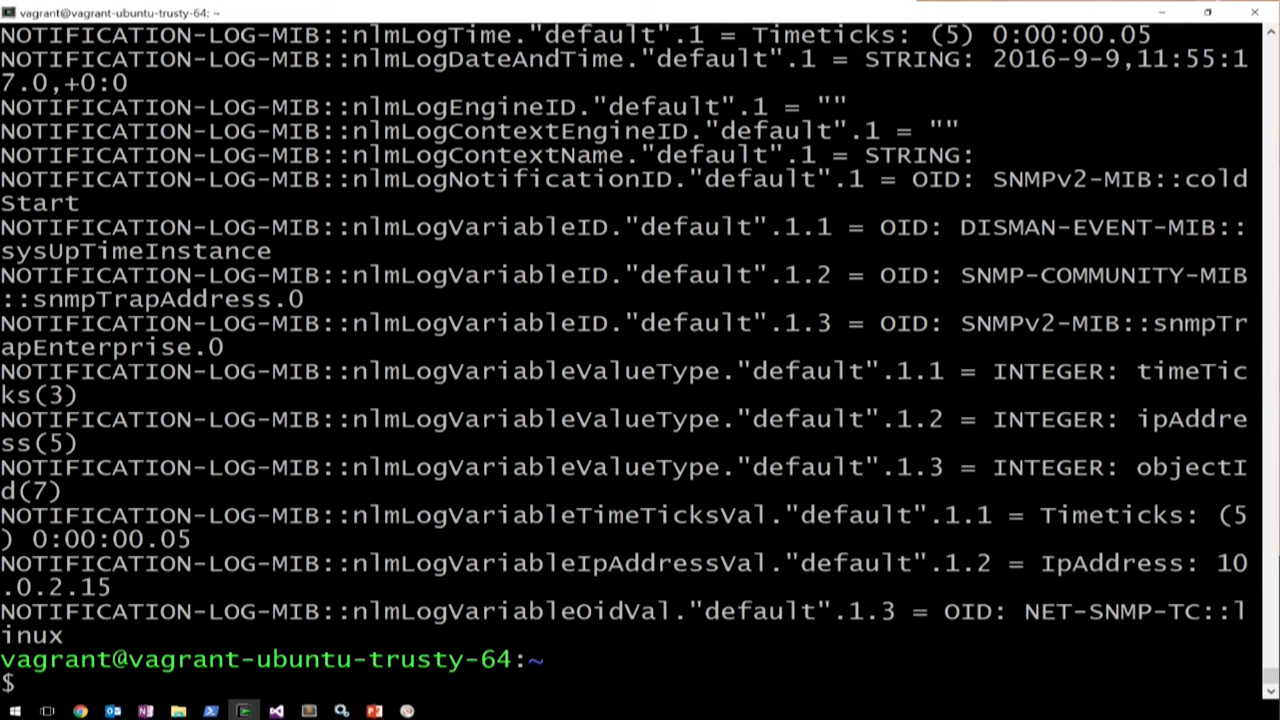 vagrant@vagrant-ubuntu-trusty-64: ~
NOTIFICATION-LOG-MIB::nlmLogTime."default".1 = Timeticks: (5) 0:00:00.05
NOTIFICATION-LOG-MIB::nlmLogDateAndTime."default".1 = STRING: 2016-9-9,11:55:1
7.0,+0:0
NOTIFICATION-LOG-MIB::nlmLogEngineID."default".1 = ""
NOTIFICATION-LOG-MIB::nlmLogContextEngineID."default".1 = ""
NOTIFICATION-LOG-MIB::nlmLogContextName."default".1 = STRING:
NOTIFICATION-LOG-MIB::nlmLogNotificationID."default".1 = OID: SNMPv2-MIB::cold
Start
NOTIFICATION-LOG-MIB::nlmLogVariableID."default".1.1 = OID: DISMAN-EVENT-MIB::
sysUpTimeInstance
NOTIFICATION-LOG-MIB::nlmLogVariableID."default".1.2 = OID: SNMP-COMMUNITY-MIB
::snmpTrapAddress.0
NOTIFICATION-LOG-MIB::nlmLogVariableID."default".1.3 = OID: SNMPv2-MIB::snmpTr
apEnterprise.0
NOTIFICATION-LOG-MIB::nlmLogVariableValueType."default".1.1 = INTEGER: timeTic
ks(3)
NOTIFICATION-LOG-MIB::nlmLogVariableValueType."default".1.2 = INTEGER: ipAddre
ss(5)
NOTIFICATION-LOG-MIB::nlmLogVariableValueType."default".1.3 = INTEGER: objectI
d(7)
NOTIFICATION-LOG-MIB::nlmLogVariableTimeTicksVal."default".1.1 = Timeticks: (5
) 0:00:00.05
NOTIFICATION-LOG-MIB::nlmLogVariableIpAddressVal."default".1.2 = IpAddress: 10
.0.2.15
NOTIFICATION-LOG-MIB::nlmLogVariableOidVal."default".1.3 = OID: NET-SNMP-TC::l
inux
vagrant@vagrant-ubuntu-trusty-64:~
$